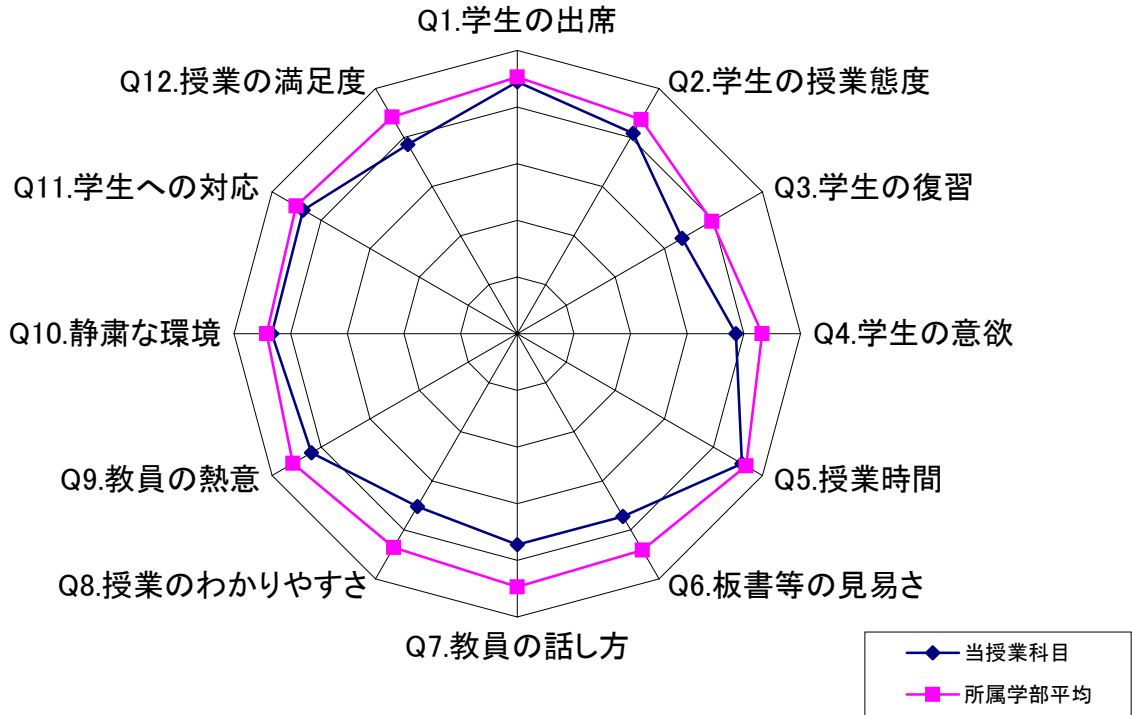 Q1.学生の出席
Q2.学生の授業態度
Q3.学生の復習
Q4.学生の意欲
Q5.授業時間
Q6.板書等の見易さ
Q7.教員の話し方
Q8.授業のわかりやすさ
Q9.教員の熱意
Q10.静粛な環境
Q11.学生への対応
Q12.授業の満足度
当授業科目
所属学部平均